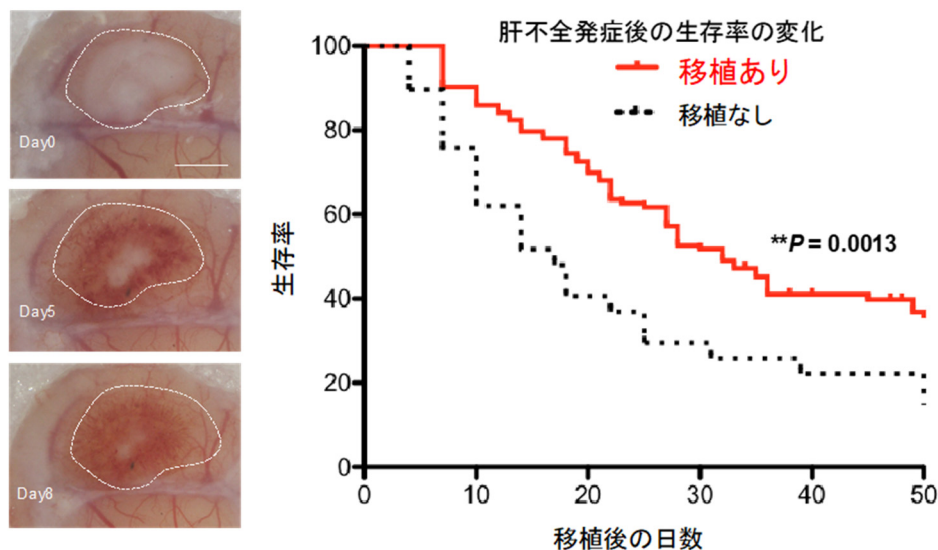 Day0
Day5
Day8
肝不全発症後の生存率の変化
移植あり
移植なし
**P = 0.0013
生存率
100
80
60
40
20
0
0 10 20 30 40 50
移植後の日数